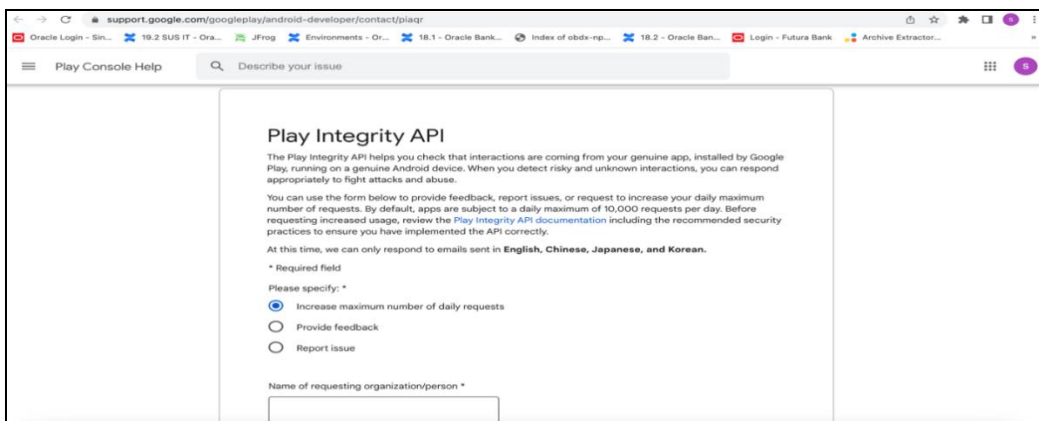 support.google.com/googleplay/android-developer/contact/piaqr
Oracle Login - Sin... 19.2 SUS IT - Ora... JFrog Environments - Or... 18.1 - Oracle Bank... Index of obdx-np... 18.2 - Oracle Ban... Login - Futura Bank Archive Extractor... »
Play Console Help Describe your issue S
Play Integrity API
The Play Integrity API helps you check that interactions are coming from your genuine app, installed by Google
Play, running on a genuine Android device. When you detect risky and unknown interactions, you can respond
appropriately to fight attacks and abuse.
You can use the form below to provide feedback, report issues, or request to increase your daily maximum
number of requests. By default, apps are subject to a daily maximum of 10,000 requests per day. Before
requesting increased usage, review the Play Integrity API documentation including the recommended security
practices to ensure you have implemented the API correctly.
At this time, we can only respond to emails sent in English, Chinese, Japanese, and Korean.
* Required field
Please specify: *
Increase maximum number of daily requests
Provide feedback
Report issue
Name of requesting organization/person *